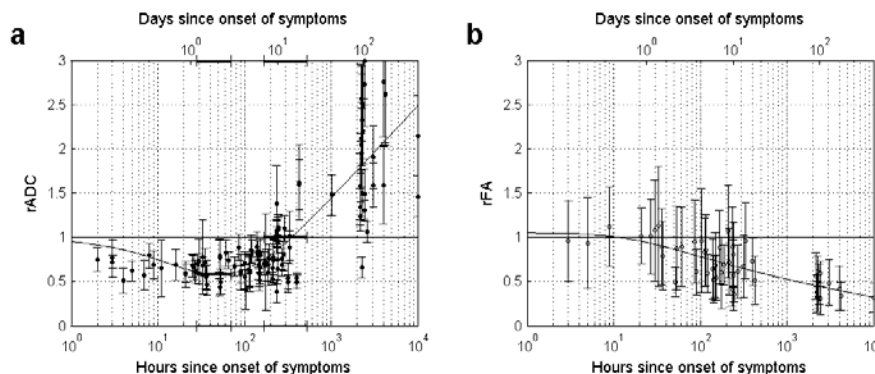 Days since onset of symptoms
10^0 10^1 10^2
a
3
2.5
2
1.5
1
0.5
0
rADC
10^0 10^1 10^2 10^3 10^4
Hours since onset of symptoms
Days since onset of symptoms
10^0 10^1 10^2
b
3
2.5
2
1.5
1
0.5
0
rFA
10^0 10^1 10^2 10^3 10^4
Hours since onset of symptoms